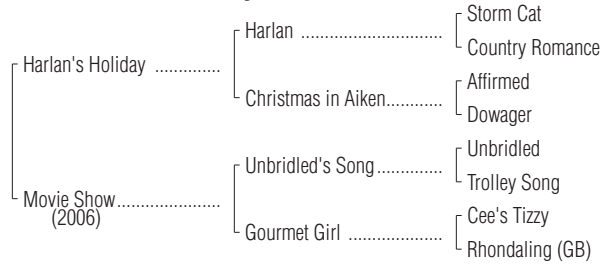 Storm Cat
Harlan ..............................
Country Romance
Harlan's Holiday ..............
Affirmed
Christmas in Aiken............
Dowager
Unbridled
Unbridled's Song ..............
Trolley Song
Movie Show......................
(2006)
Cee's Tizzy
Gourmet Girl ....................
Rhondaling (GB)